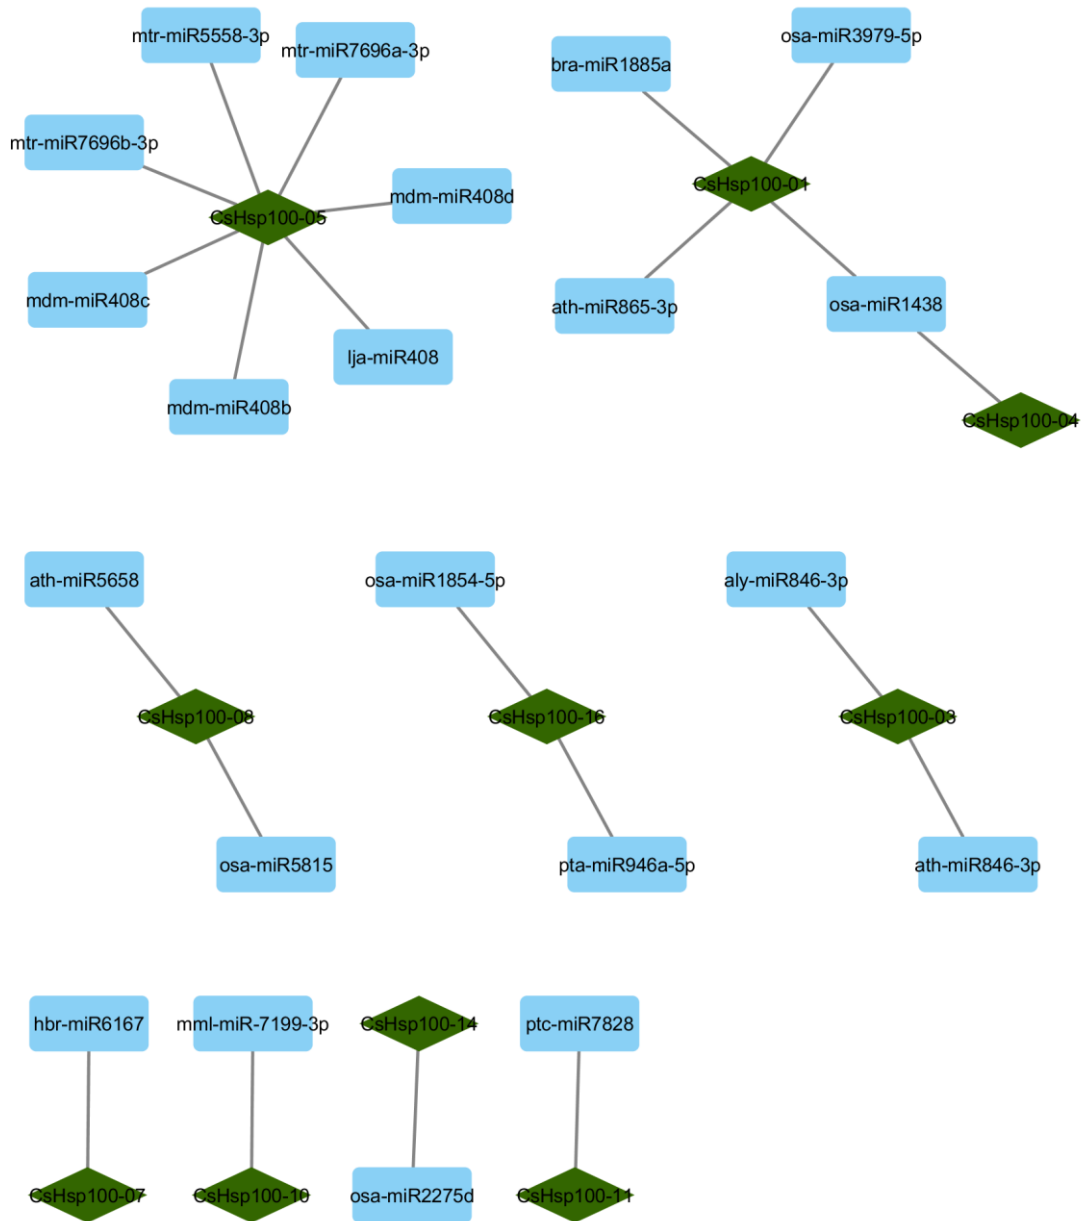 mtr-miR5558-3p
mtr-miR7696a-3p
mtr-miR7696b-3p
mdm-miR408d
CsHsp100-05
mdm-miR408c
lja-miR408
mdm-miR408b
osa-miR3979-5p
bra-miR1885a
CsHsp100-01
ath-miR865-3p
osa-miR1438
CsHsp100-04
ath-miR5658
CsHsp100-08
osa-miR5815
osa-miR1854-5p
CsHsp100-16
pta-miR946a-5p
aly-miR846-3p
CsHsp100-03
ath-miR846-3p
hbr-miR6167
CsHsp100-07
mml-miR-7199-3p
CsHsp100-10
CsHsp100-14
osa-miR2275d
ptc-miR7828
CsHsp100-11